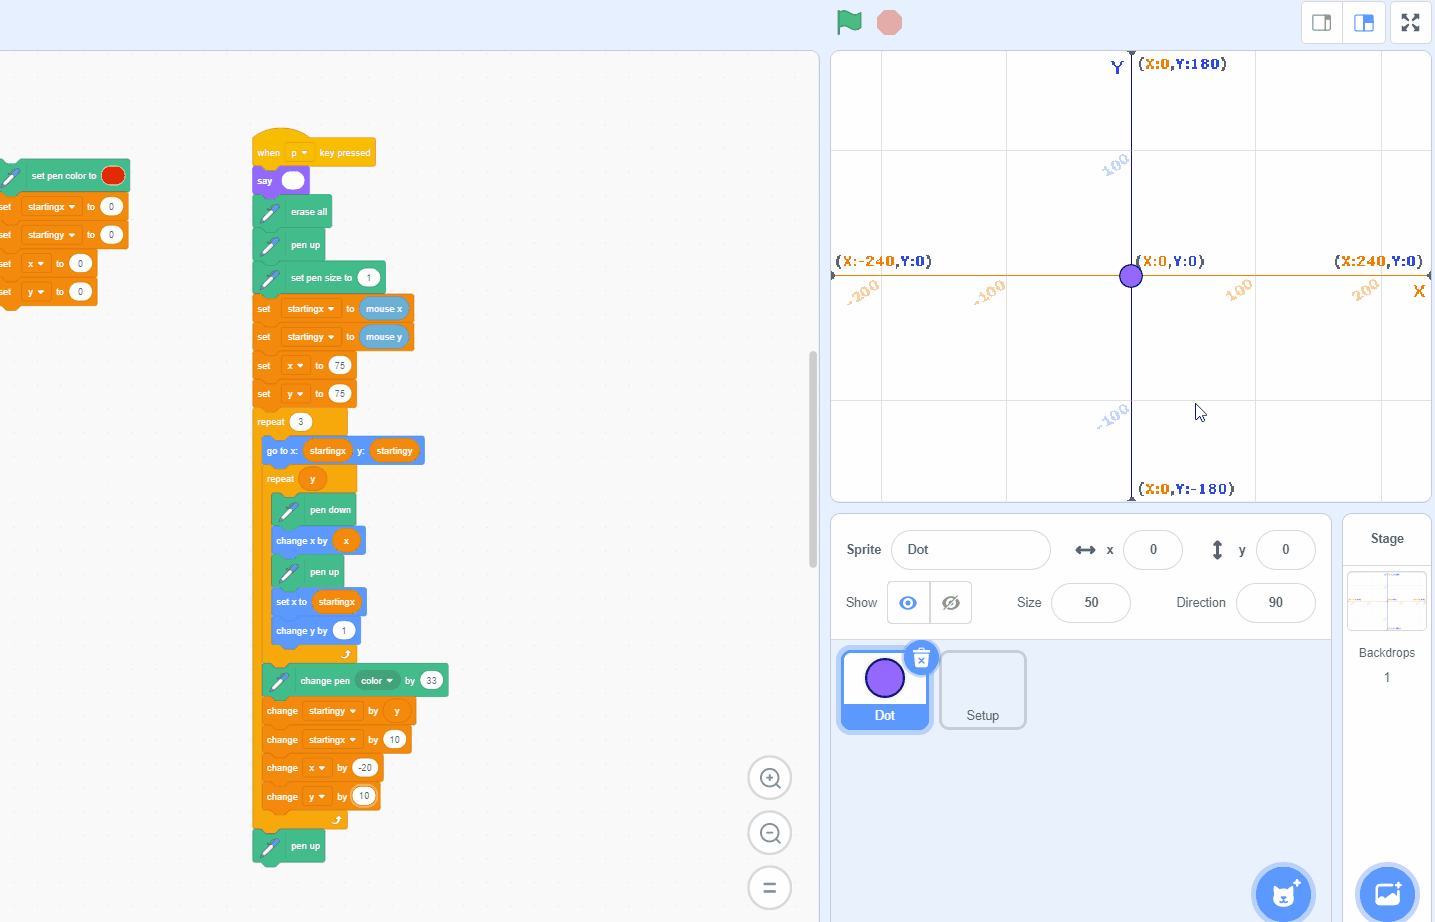 set pen color to
set startingx to 0
set startingy to 0
set x to 0
set y to 0
when p key pressed
say
erase all
pen up
set pen size to 1
set startingx to mouse x
set startingy to mouse y
set x to 75
set y to 75
repeat 3
go to x: startingx y: startingy
repeat y
pen down
change x by x
pen up
set x to startingx
change y by 1
change pen color by 33
change startingy by y
change startingx by 10
change x by -20
change y by 10
pen up
Y (X:0,Y:180)
100
(X:-240,Y:0) (X:0,Y:0) (X:240,Y:0)
-200 -100 100 200 X
-100
(X:0,Y:-180)
Sprite Dot x 0 y 0
Show Size 50 Direction 90
Dot Setup
Stage
Backdrops
1